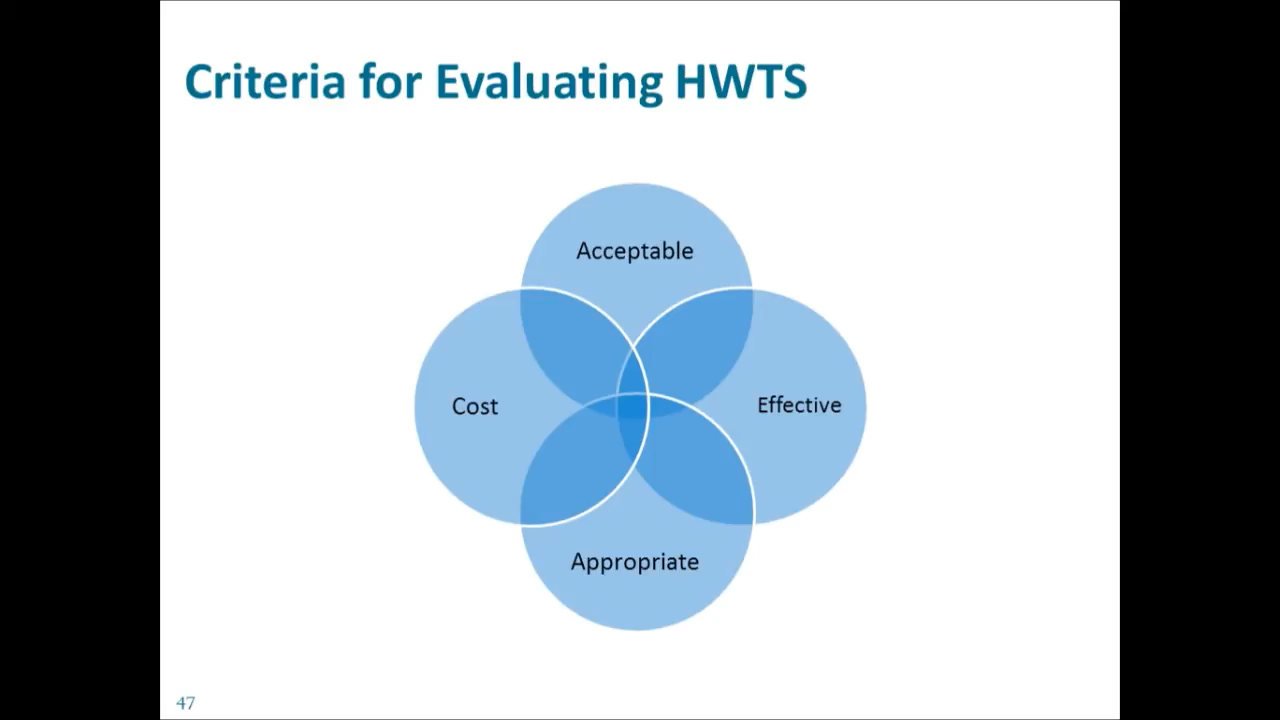 Criteria for Evaluating HWTS
Acceptable
Cost
Effective
Appropriate
47